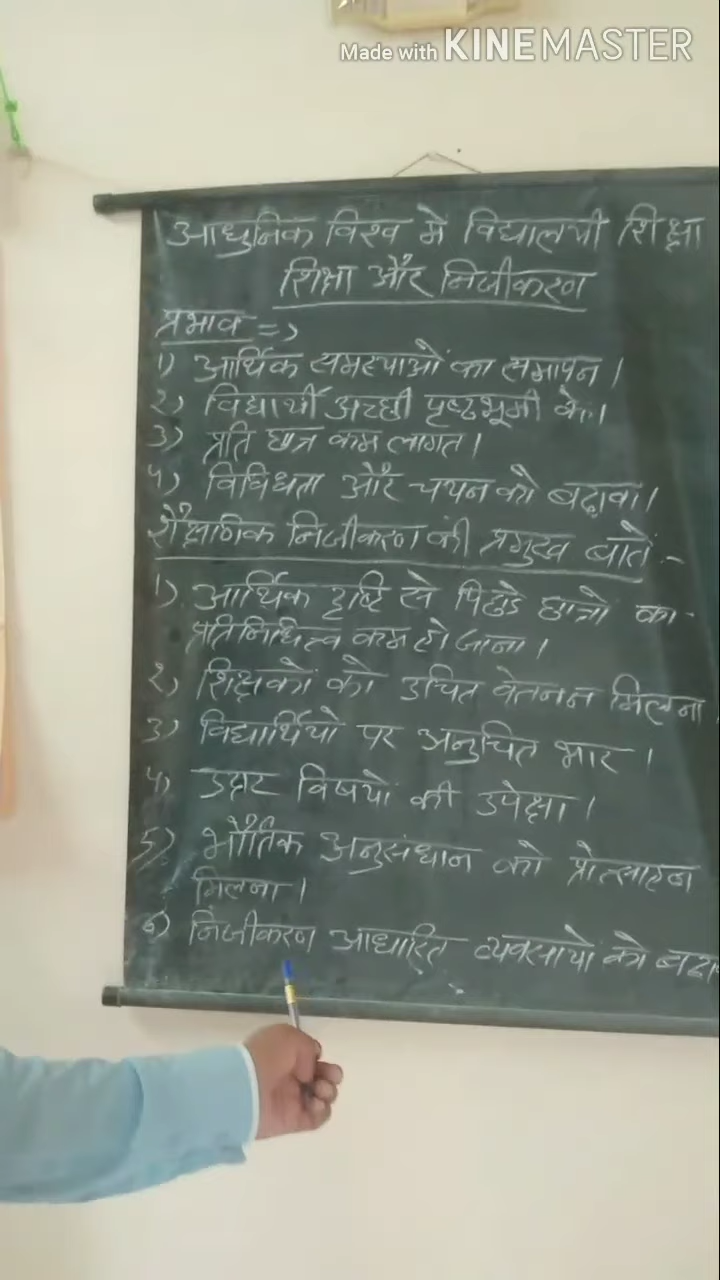 Made with KINEMASTER
आधुनिक विश्व में विद्यालयी शिक्षा
शिक्षा और निजीकरण
प्रभाव =>
1) आर्थिक समस्याओं का समापन।
2) विद्यार्थी अच्छी पृष्ठभूमी के।
3) प्रति छात्र कम लागत।
4) विविधता और चयन को बढ़ावा।
शैक्षणिक निजीकरण की प्रमुख बातें:-
1) आर्थिक दृष्टि से पिछडे छात्रो का-
प्रतिनिधित्व कम हो जाना।
2) शिक्षकों को उचित वेतन न मिलना
3) विद्यार्थियो पर अनुचित भार।
4) विषयों की उपेक्षा।
5) भौतिक अनुसंधान को प्रोत्साहन
मिलना।
6) निजीकरण आधारित व्यवसायो को